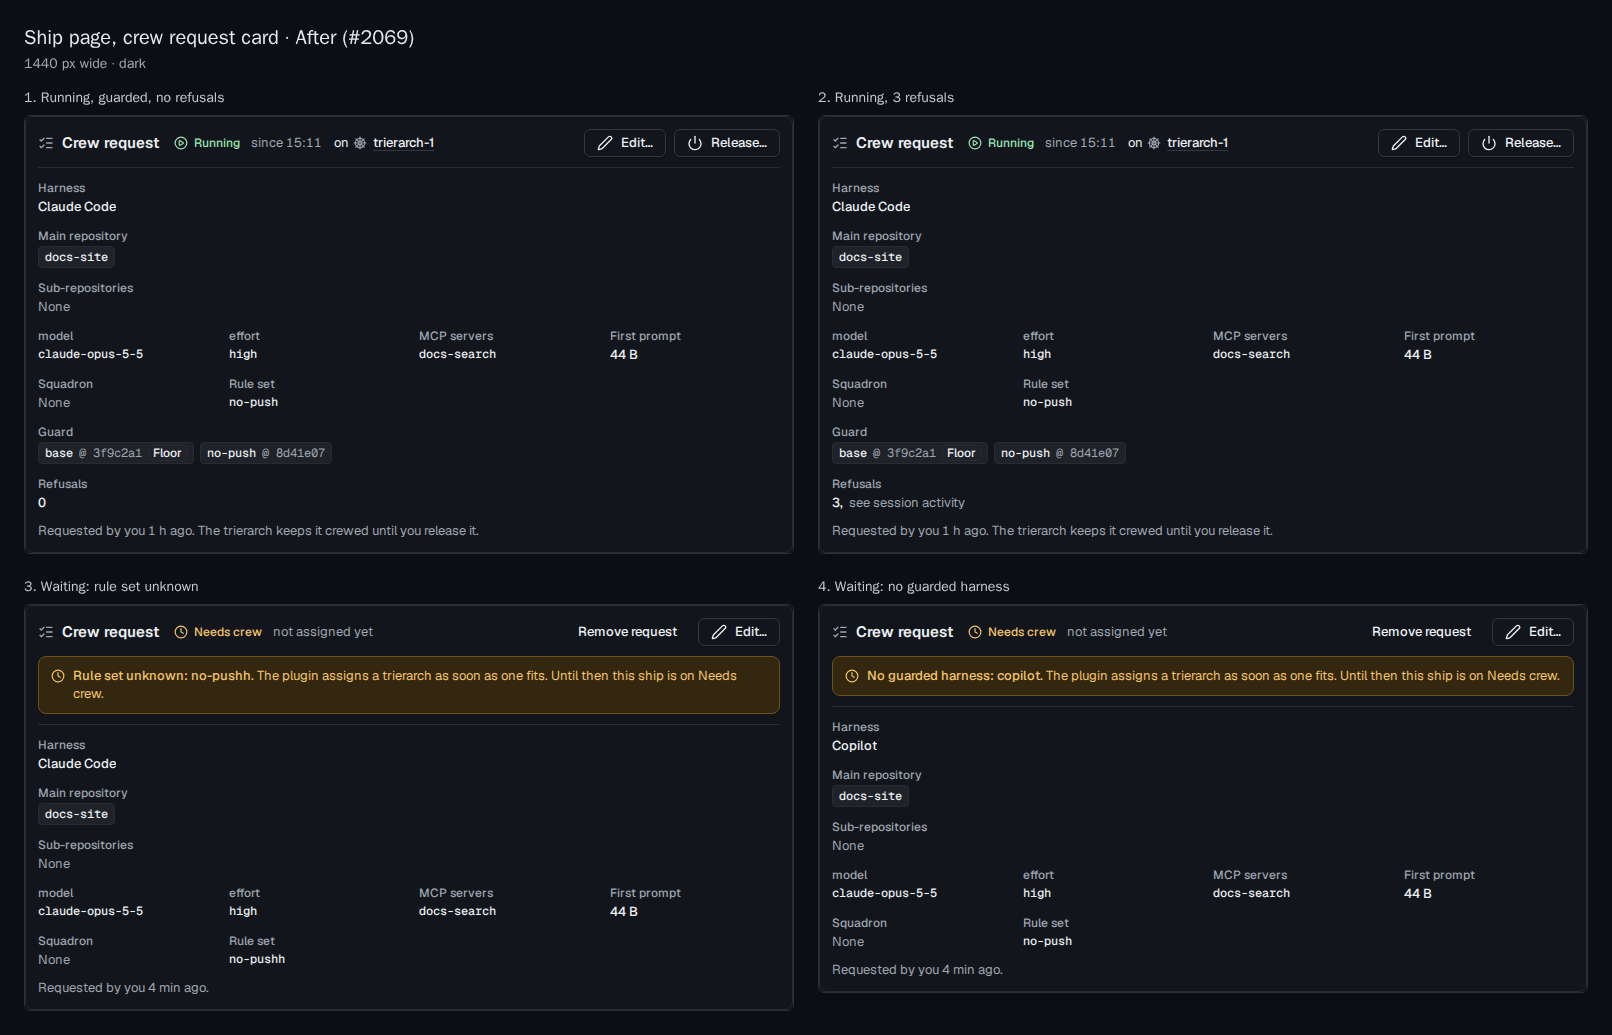 Ship page, crew request card · After (#2069)
1440 px wide · dark
1. Running, guarded, no refusals
Crew request Running since 15:11 on trierarch-1 Edit... Release...
Harness
Claude Code
Main repository
docs-site
Sub-repositories
None
model effort MCP servers First prompt
claude-opus-5-5 high docs-search 44 B
Squadron Rule set
None no-push
Guard
base @ 3f9c2a1 Floor no-push @ 8d41e07
Refusals
0
Requested by you 1 h ago. The trierarch keeps it crewed until you release it.
2. Running, 3 refusals
Crew request Running since 15:11 on trierarch-1 Edit... Release...
Harness
Claude Code
Main repository
docs-site
Sub-repositories
None
model effort MCP servers First prompt
claude-opus-5-5 high docs-search 44 B
Squadron Rule set
None no-push
Guard
base @ 3f9c2a1 Floor no-push @ 8d41e07
Refusals
3, see session activity
Requested by you 1 h ago. The trierarch keeps it crewed until you release it.
3. Waiting: rule set unknown
Crew request Needs crew not assigned yet Remove request Edit...
Rule set unknown: no-pushh. The plugin assigns a trierarch as soon as one fits. Until then this ship is on Needs
crew.
Harness
Claude Code
Main repository
docs-site
Sub-repositories
None
model effort MCP servers First prompt
claude-opus-5-5 high docs-search 44 B
Squadron Rule set
None no-pushh
Requested by you 4 min ago.
4. Waiting: no guarded harness
Crew request Needs crew not assigned yet Remove request Edit...
No guarded harness: copilot. The plugin assigns a trierarch as soon as one fits. Until then this ship is on Needs crew.
Harness
Copilot
Main repository
docs-site
Sub-repositories
None
model effort MCP servers First prompt
claude-opus-5-5 high docs-search 44 B
Squadron Rule set
None no-push
Requested by you 4 min ago.